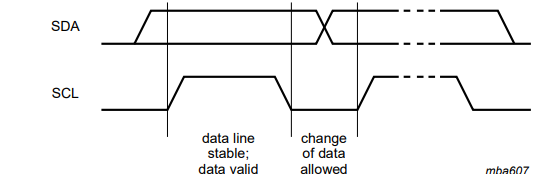 SDA
SCL
data line
stable;
data valid
change
of data
allowed
mba607